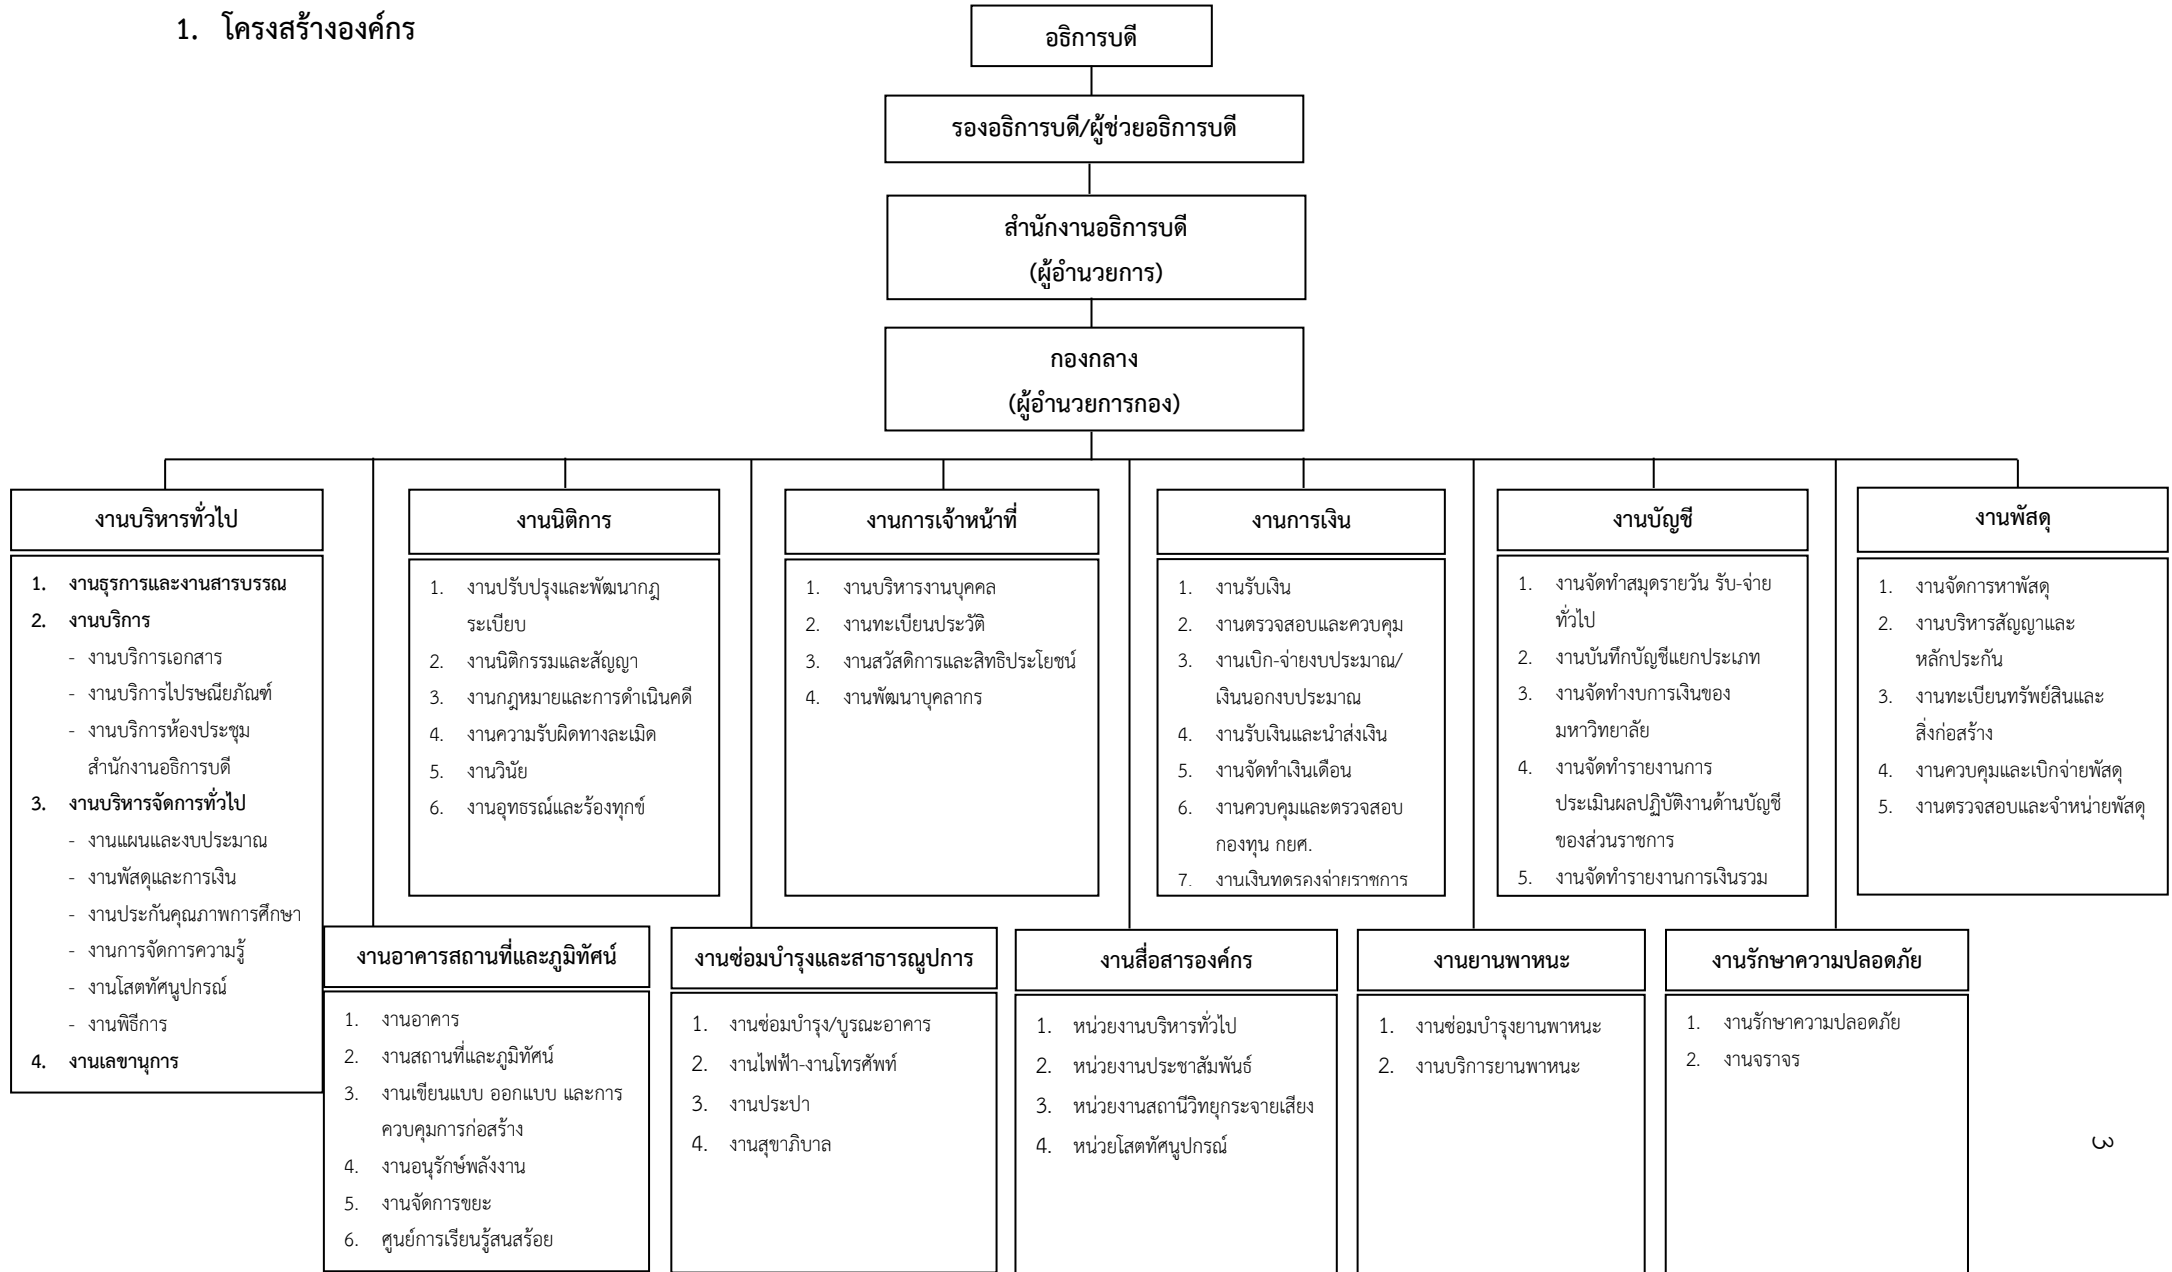 1. โครงสร้างองค์กร
อธิการบดี
รองอธิการบดี/ผู้ช่วยอธิการบดี
สำนักงานอธิการบดี
(ผู้อำนวยการ)
กองกลาง
(ผู้อำนวยการกอง)
งานบริหารทั่วไป
1. งานธุรการและงานสารบรรณ
2. งานบริการ
- งานบริการเอกสาร
- งานบริการไปรษณียภัณฑ์
- งานบริการห้องประชุม
สำนักงานอธิการบดี
3. งานบริหารจัดการทั่วไป
- งานแผนและงบประมาณ
- งานพัสดุและการเงิน
- งานประกันคุณภาพการศึกษา
- งานการจัดการความรู้
- งานโสตทัศนูปกรณ์
- งานพิธีการ
4. งานเลขานุการ
งานนิติการ
1. งานปรับปรุงและพัฒนากฎ
ระเบียบ
2. งานนิติกรรมและสัญญา
3. งานกฎหมายและการดำเนินคดี
4. งานความรับผิดทางละเมิด
5. งานวินัย
6. งานอุทธรณ์และร้องทุกข์
งานการเจ้าหน้าที่
1. งานบริหารงานบุคคล
2. งานทะเบียนประวัติ
3. งานสวัสดิการและสิทธิประโยชน์
4. งานพัฒนาบุคลากร
งานการเงิน
1. งานรับเงิน
2. งานตรวจสอบและควบคุม
3. งานเบิก-จ่ายงบประมาณ/
เงินนอกงบประมาณ
4. งานรับเงินและนำส่งเงิน
5. งานจัดทำเงินเดือน
6. งานควบคุมและตรวจสอบ
กองทุน กยศ.
7. งานเงินทดรองจ่ายราชการ
งานบัญชี
1. งานจัดทำสมุดรายวัน รับ-จ่าย
ทั่วไป
2. งานบันทึกบัญชีแยกประเภท
3. งานจัดทำงบการเงินของ
มหาวิทยาลัย
4. งานจัดทำรายงานการ
ประเมินผลปฏิบัติงานด้านบัญชี
ของส่วนราชการ
5. งานจัดทำรายงานการเงินรวม
งานพัสดุ
1. งานจัดการหาพัสดุ
2. งานบริหารสัญญาและ
หลักประกัน
3. งานทะเบียนทรัพย์สินและ
สิ่งก่อสร้าง
4. งานควบคุมและเบิกจ่ายพัสดุ
5. งานตรวจสอบและจำหน่ายพัสดุ
งานอาคารสถานที่และภูมิทัศน์
1. งานอาคาร
2. งานสถานที่และภูมิทัศน์
3. งานเขียนแบบ ออกแบบ และการ
ควบคุมการก่อสร้าง
4. งานอนุรักษ์พลังงาน
5. งานจัดการขยะ
6. ศูนย์การเรียนรู้สนสร้อย
งานซ่อมบำรุงและสาธารณูปการ
1. งานซ่อมบำรุง/บูรณะอาคาร
2. งานไฟฟ้า-งานโทรศัพท์
3. งานประปา
4. งานสุขาภิบาล
งานสื่อสารองค์กร
1. หน่วยงานบริหารทั่วไป
2. หน่วยงานประชาสัมพันธ์
3. หน่วยงานสถานีวิทยุกระจายเสียง
4. หน่วยโสตทัศนูปกรณ์
งานยานพาหนะ
1. งานซ่อมบำรุงยานพาหนะ
2. งานบริการยานพาหนะ
งานรักษาความปลอดภัย
1. งานรักษาความปลอดภัย
2. งานจราจร
3